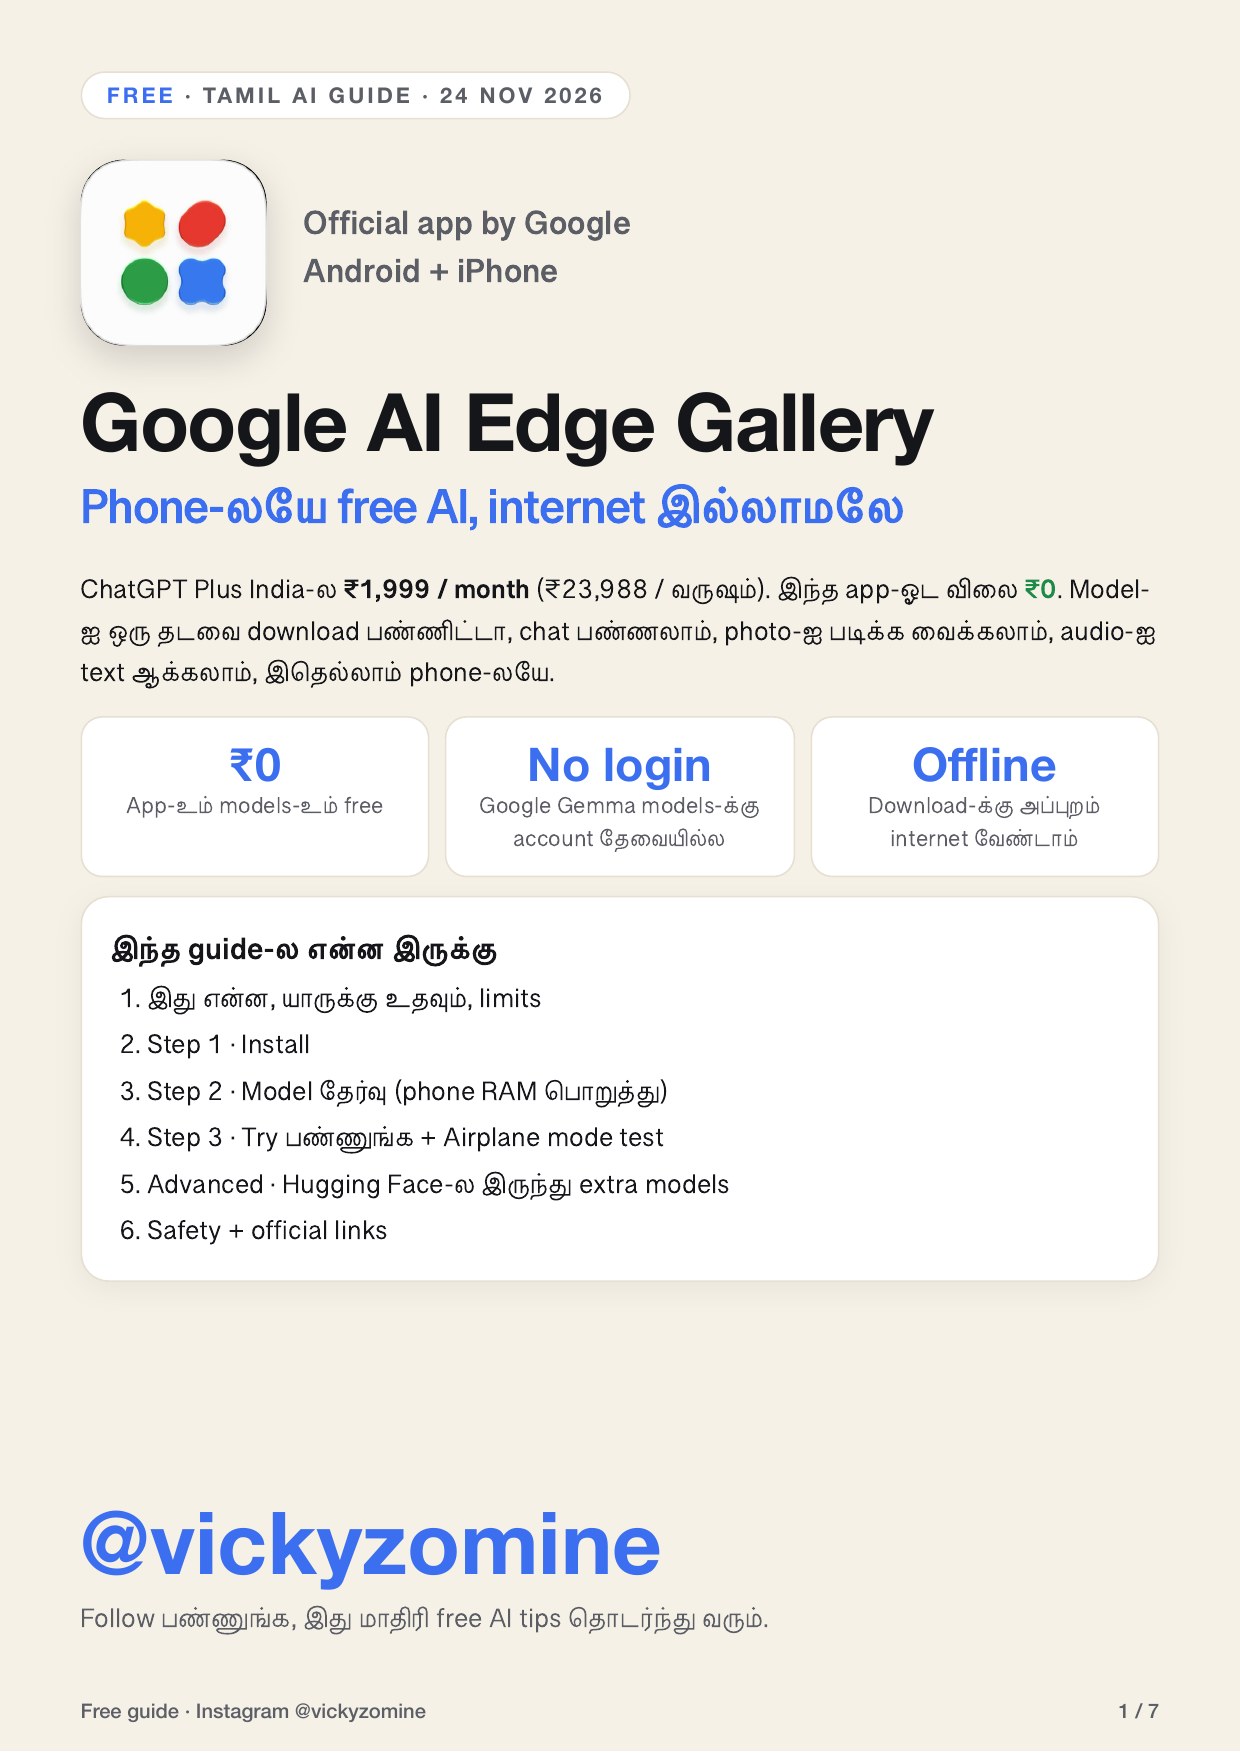 FREE · TAMIL AI GUIDE · 24 NOV 2026
Official app by Google
Android + iPhone
Google AI Edge Gallery
Phone-லயே free AI, internet இல்லாமலே
ChatGPT Plus India-ல ₹1,999 / month (₹23,988 / வருஷம்). இந்த app-ஓட விலை ₹0. Model-
ஐ ஒரு தடவை download பண்ணிட்டா, chat பண்ணலாம், photo-ஐ படிக்க வைக்கலாம், audio-ஐ
text ஆக்கலாம், இதெல்லாம் phone-லயே.
₹0
App-உம் models-உம் free
No login
Google Gemma models-க்கு
account தேவையில்ல
Offline
Download-க்கு அப்புறம்
internet வேண்டாம்
இந்த guide-ல என்ன இருக்கு
1. இது என்ன, யாருக்கு உதவும், limits
2. Step 1 · Install
3. Step 2 · Model தேர்வு (phone RAM பொறுத்து)
4. Step 3 · Try பண்ணுங்க + Airplane mode test
5. Advanced · Hugging Face-ல இருந்து extra models
6. Safety + official links
@vickyzomine
Follow பண்ணுங்க, இது மாதிரி free AI tips தொடர்ந்து வரும்.
Free guide · Instagram @vickyzomine
1 / 7